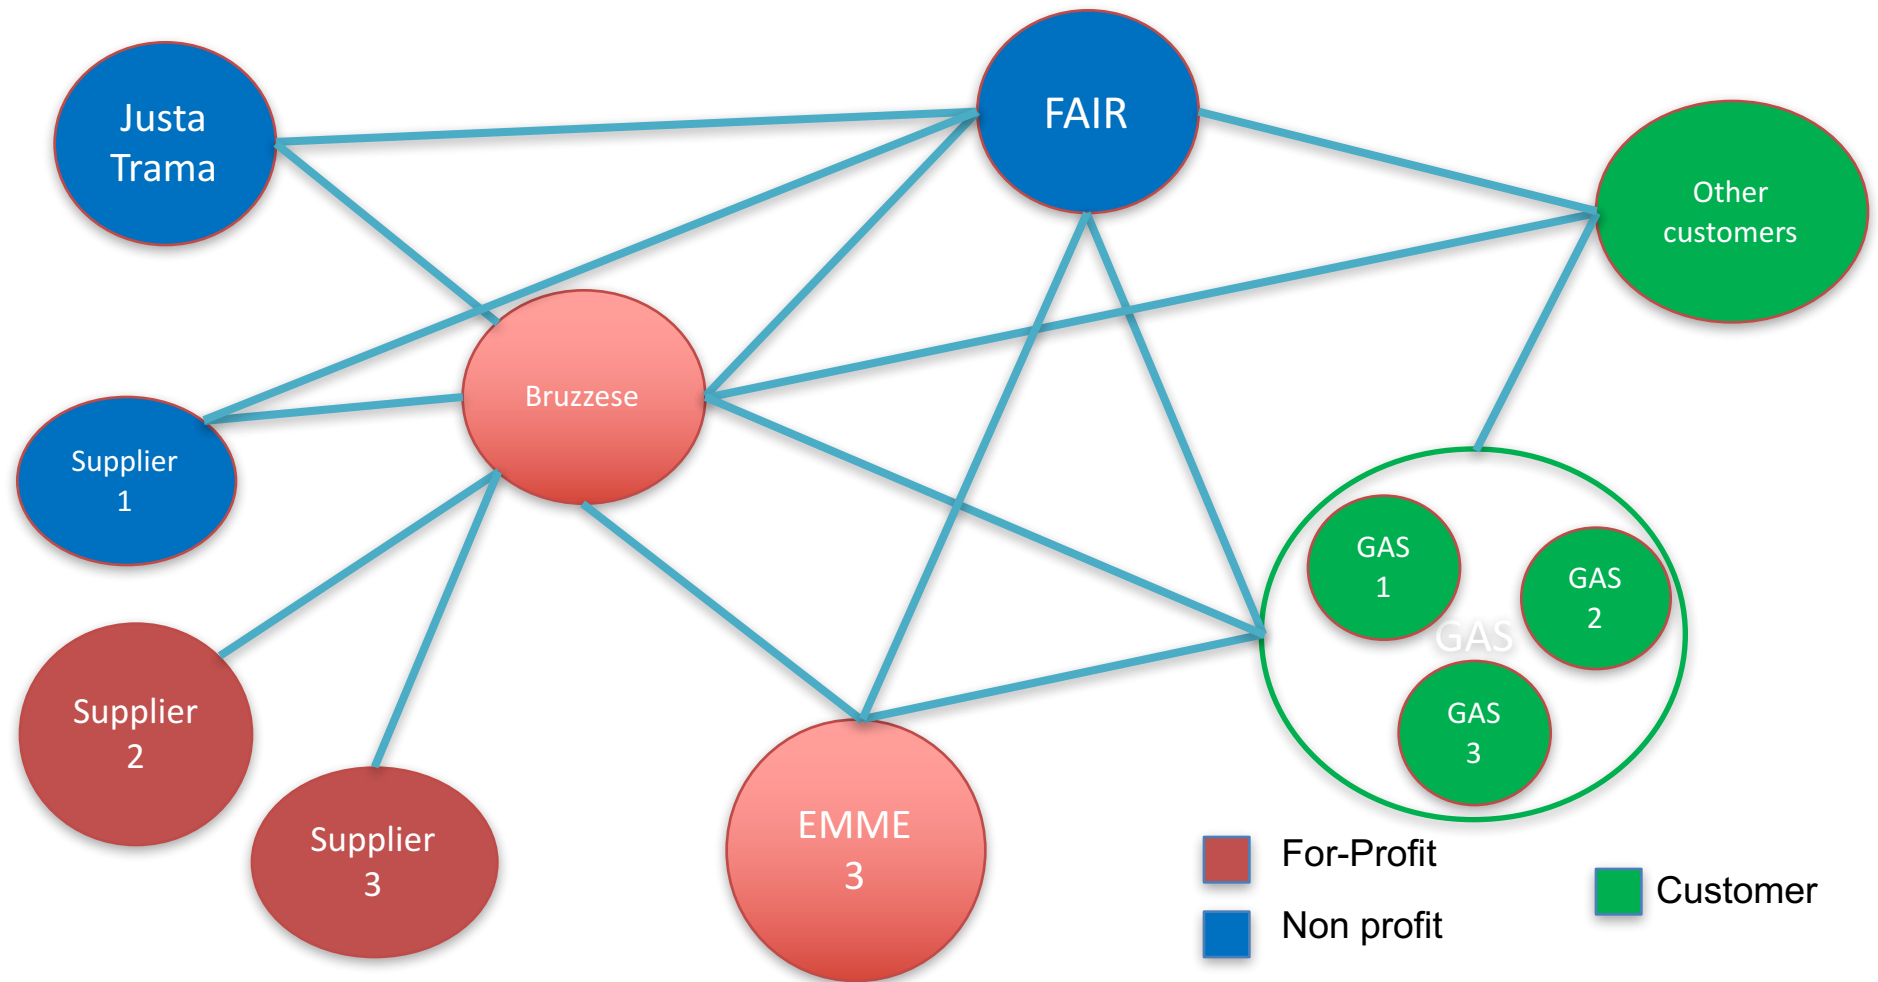 Justa
Trama
FAIR
Other
customers
Bruzzese
Supplier
1
GAS
1
GAS
2
GAS
GAS
3
Supplier
2
Supplier
3
EMME
3
For-Profit
Customer
Non profit